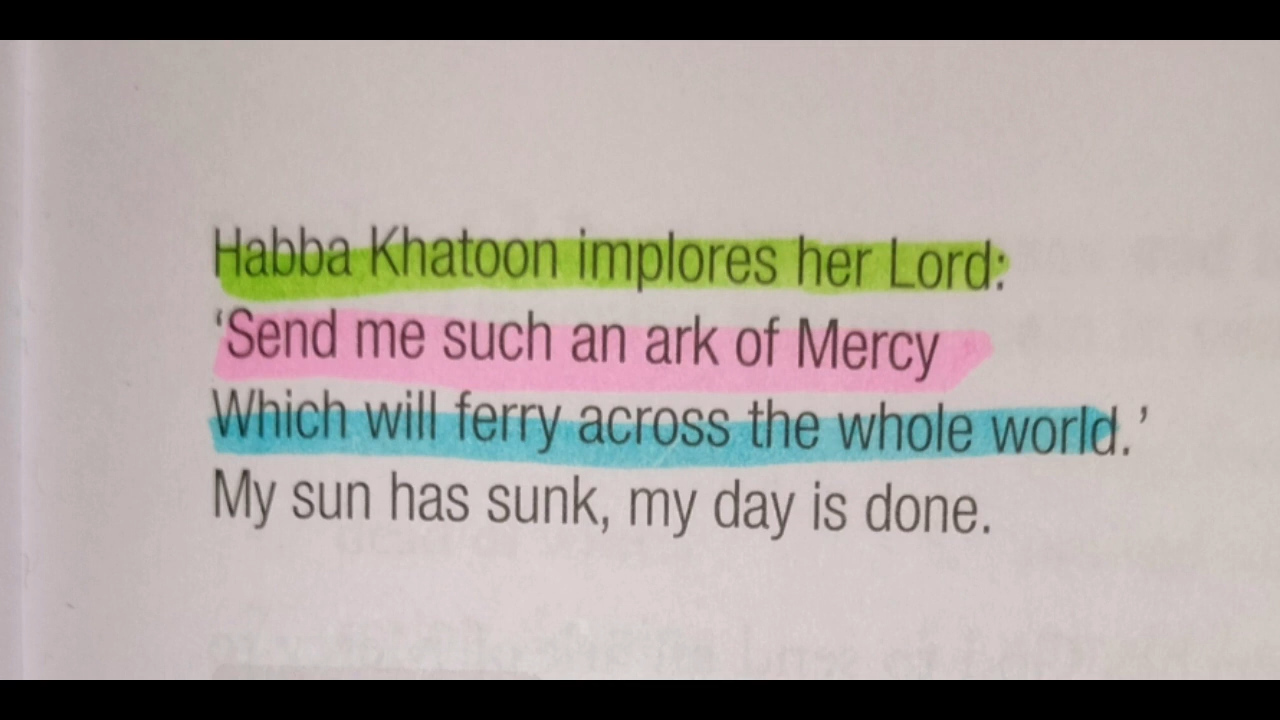 Habba Khatoon implores her Lord:
‘Send me such an ark of Mercy
Which will ferry across the whole world.’
My sun has sunk, my day is done.